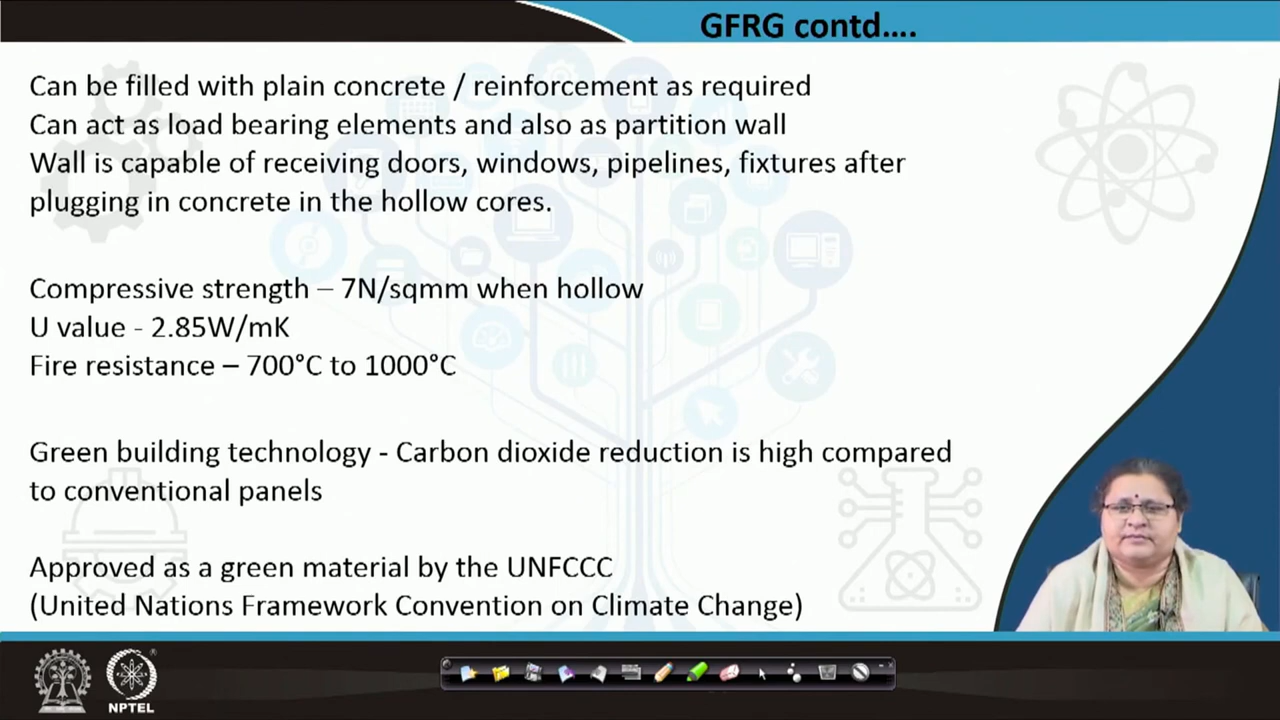 GFRG contd....
Can be filled with plain concrete / reinforcement as required
Can act as load bearing elements and also as partition wall
Wall is capable of receiving doors, windows, pipelines, fixtures after
plugging in concrete in the hollow cores.
Compressive strength – 7N/sqmm when hollow
U value - 2.85W/mK
Fire resistance – 700°C to 1000°C
Green building technology - Carbon dioxide reduction is high compared
to conventional panels
Approved as a green material by the UNFCCC
(United Nations Framework Convention on Climate Change)
NPTEL